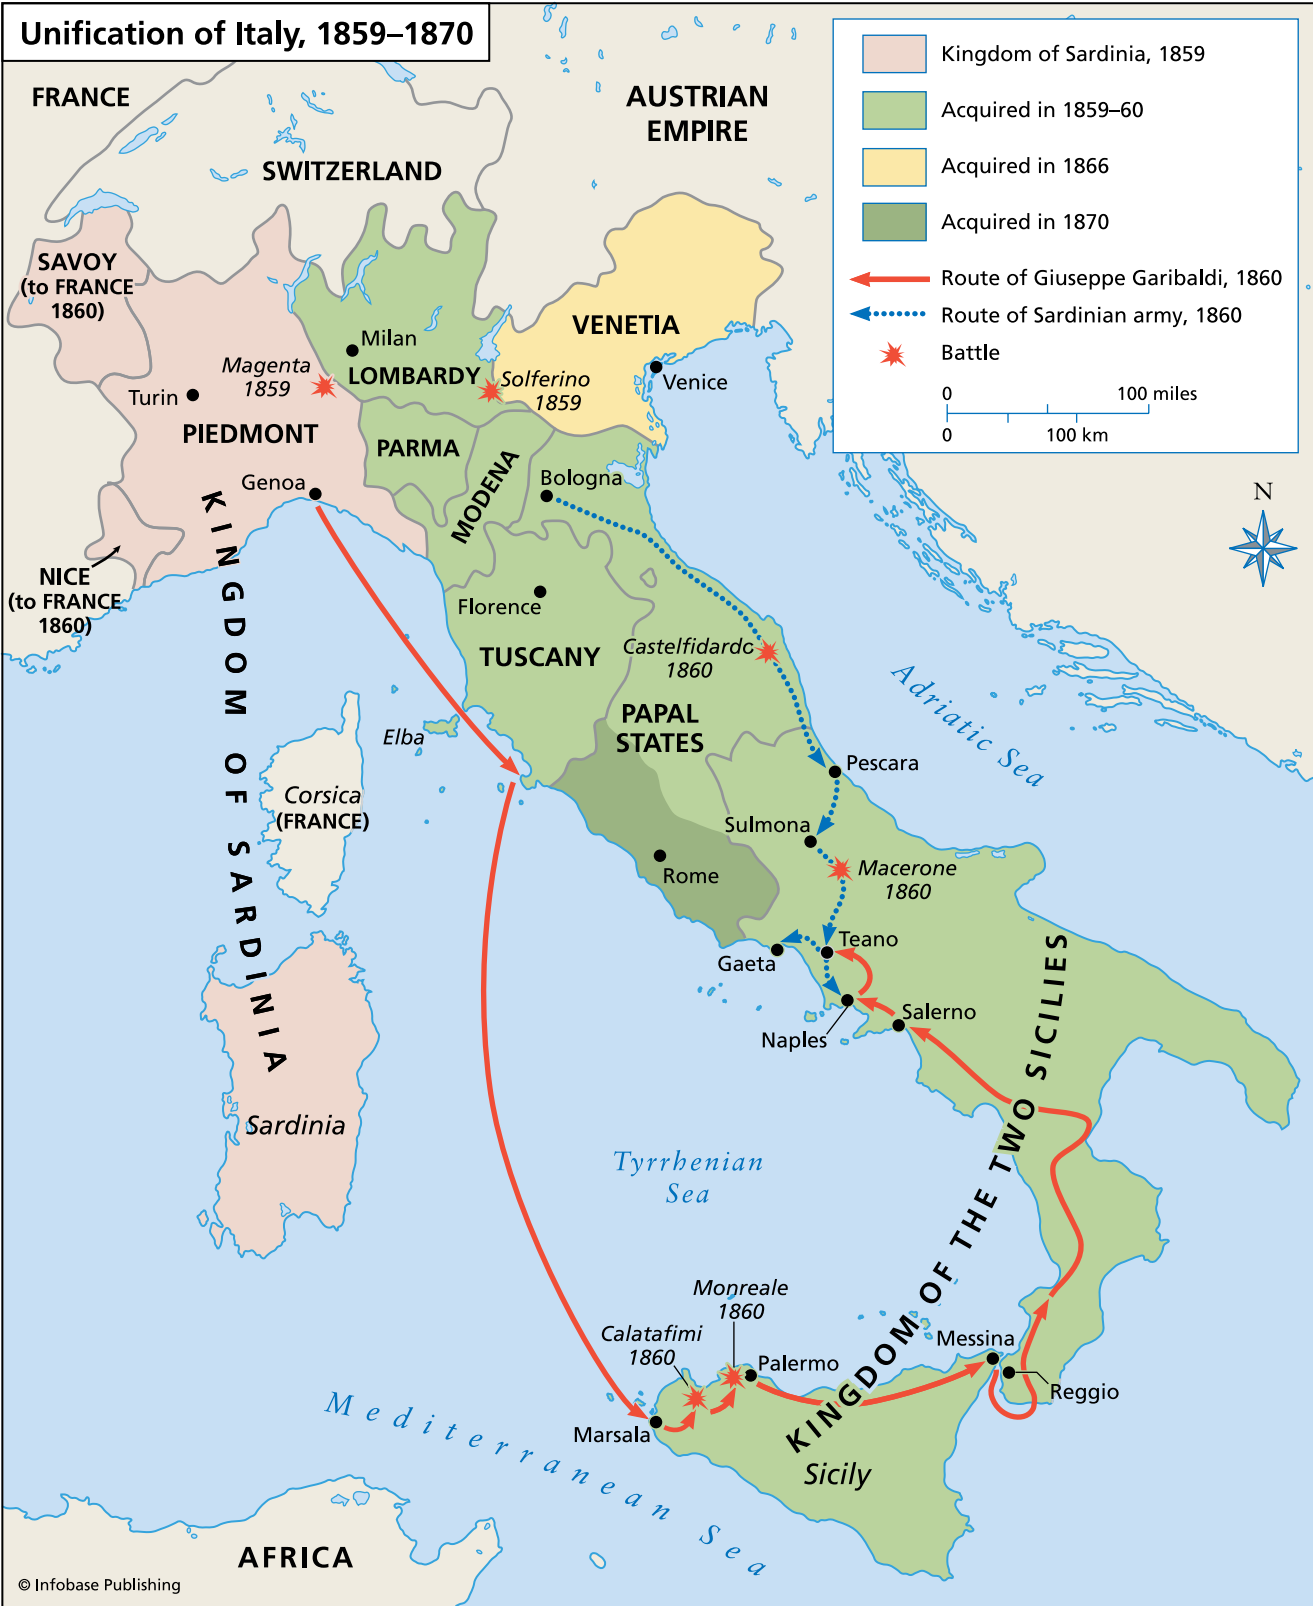 Unification of Italy, 1859–1870
Kingdom of Sardinia, 1859
Acquired in 1859–60
Acquired in 1866
Acquired in 1870
Route of Giuseppe Garibaldi, 1860
Route of Sardinian army, 1860
Battle
0
100 miles
0
100 km
N
FRANCE
AUSTRIAN
EMPIRE
SWITZERLAND
SAVOY
(to FRANCE
1860)
VENETIA
Milan
Magenta
1859
LOMBARDY
Solferino
1859
Venice
Turin
PIEDMONT
PARMA
MODENA
Genoa
Bologna
NICE
(to FRANCE
1860)
Florence
TUSCANY
Castelfidardo
1860
Adriatic Sea
PAPAL
STATES
Elba
Pescara
Corsica
(FRANCE)
Sulmona
Macerone
1860
Rome
Teano
Gaeta
Naples
Salerno
KINGDOM OF SARDINIA
Sardinia
Tyrrhenian
Sea
KINGDOM OF THE TWO SICILIES
Monreale
1860
Calatafimi
1860
Palermo
Messina
Reggio
Marsala
Sicily
Mediterranean Sea
AFRICA
© Infobase Publishing